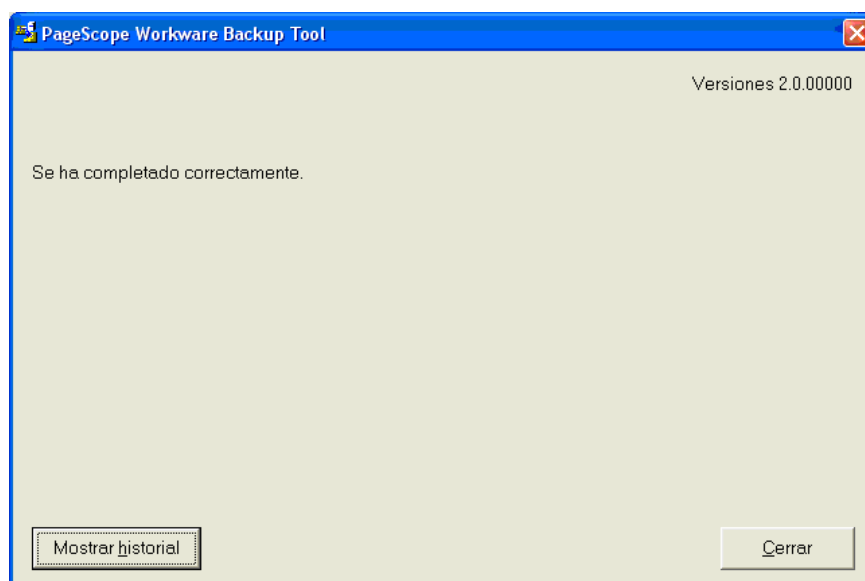 PageScope Workware Backup Tool
Versiones 2.0.00000
Se ha completado correctamente.
Mostrar historial
Cerrar